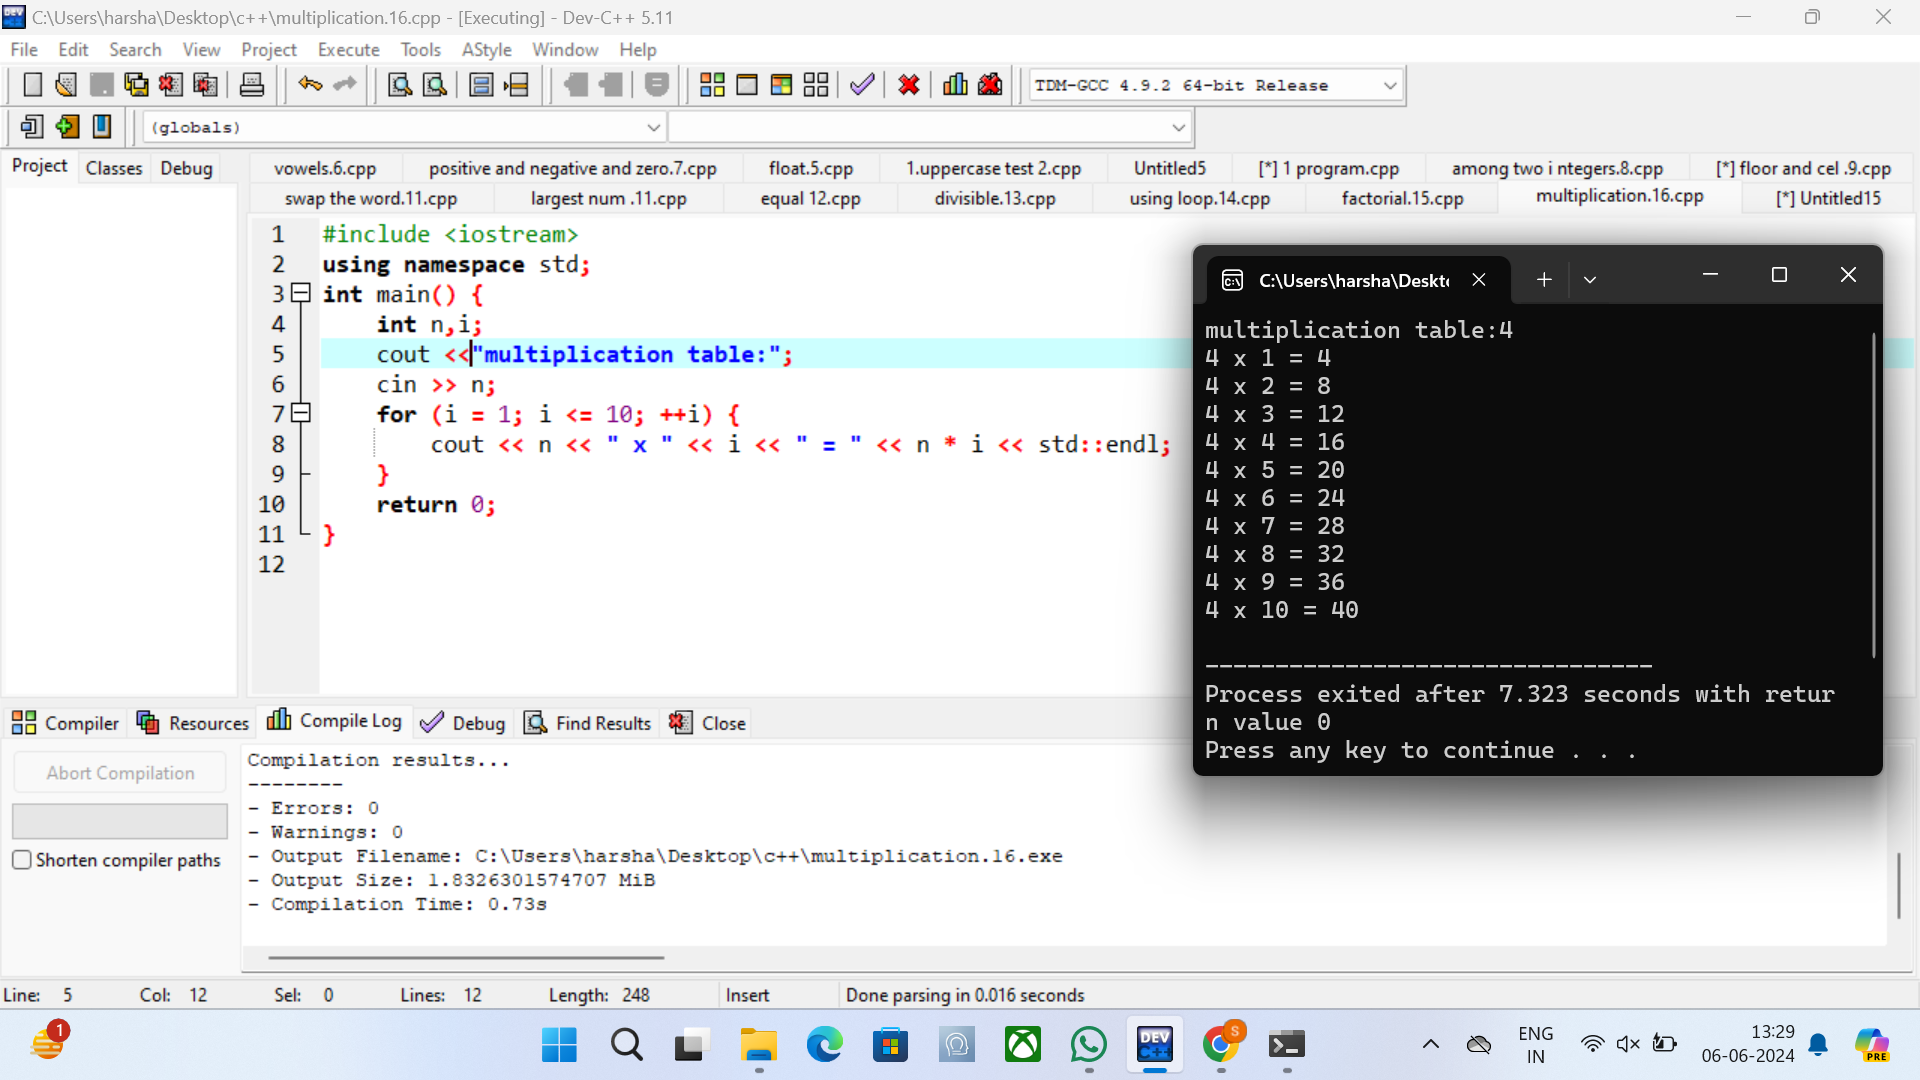 C:\Users\harsha\Desktop\c++\multiplication.16.cpp - [Executing] - Dev-C++ 5.11
File Edit Search View Project Execute Tools AStyle Window Help
TDM-GCC 4.9.2 64-bit Release
(globals)
Project Classes Debug
vowels.6.cpp positive and negative and zero.7.cpp float.5.cpp 1.uppercase test 2.cpp Untitled5 [*] 1 program.cpp among two i ntegers.8.cpp [*] floor and cel .9.cpp
swap the word.11.cpp largest num .11.cpp equal 12.cpp divisible.13.cpp using loop.14.cpp factorial.15.cpp multiplication.16.cpp [*] Untitled15
1 #include <iostream>
2 using namespace std;
3 int main() {
4 int n,i;
5 cout <<"multiplication table:";
6 cin >> n;
7 for (i = 1; i <= 10; ++i) {
8 cout << n << " x " << i << " = " << n * i << std::endl;
9 }
10 return 0;
11 }
12
C:\Users\harsha\Deskt
multiplication table:4
4 x 1 = 4
4 x 2 = 8
4 x 3 = 12
4 x 4 = 16
4 x 5 = 20
4 x 6 = 24
4 x 7 = 28
4 x 8 = 32
4 x 9 = 36
4 x 10 = 40
--------------------------------
Process exited after 7.323 seconds with retur
n value 0
Press any key to continue . . .
Compiler Resources Compile Log Debug Find Results Close
Abort Compilation
Shorten compiler paths
Compilation results...
--------
- Errors: 0
- Warnings: 0
- Output Filename: C:\Users\harsha\Desktop\c++\multiplication.16.exe
- Output Size: 1.8326301574707 MiB
- Compilation Time: 0.73s
Line: 5 Col: 12 Sel: 0 Lines: 12 Length: 248 Insert Done parsing in 0.016 seconds
1
DEV
C++
S
ENG
IN
13:29
06-06-2024
PRE